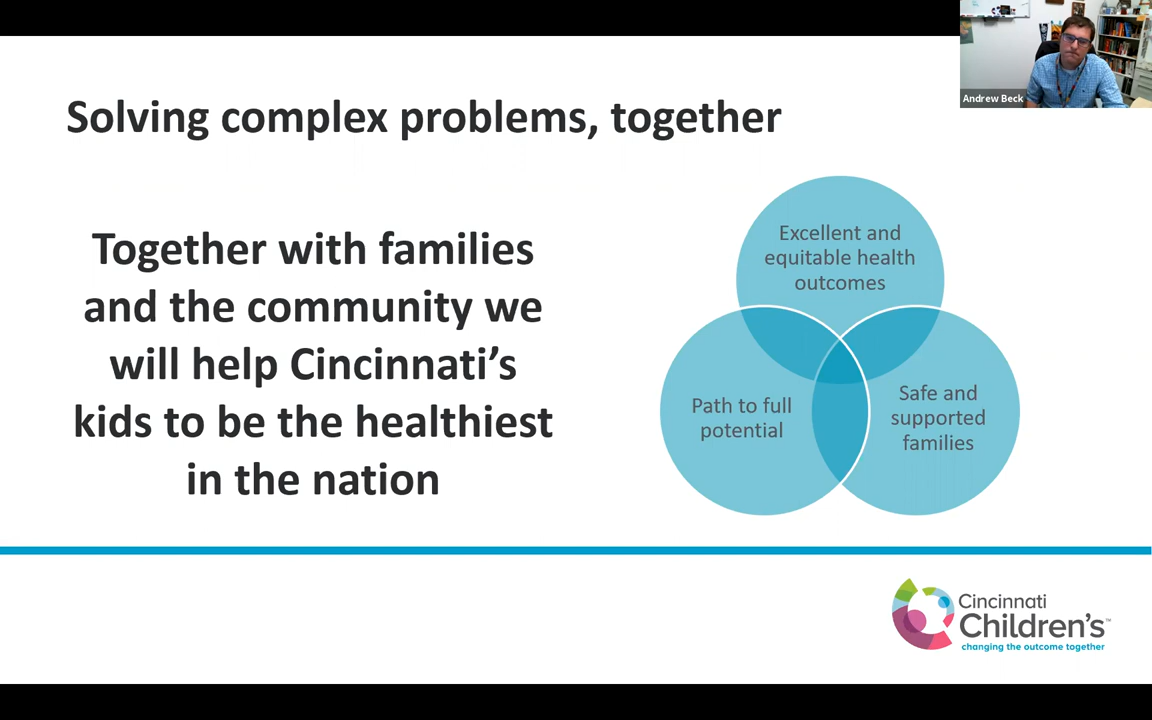 Andrew Beck
Solving complex problems, together
Together with families
and the community we
will help Cincinnati’s
kids to be the healthiest
in the nation
Excellent and
equitable health
outcomes
Path to full
potential
Safe and
supported
families
Cincinnati
Children's™
changing the outcome together